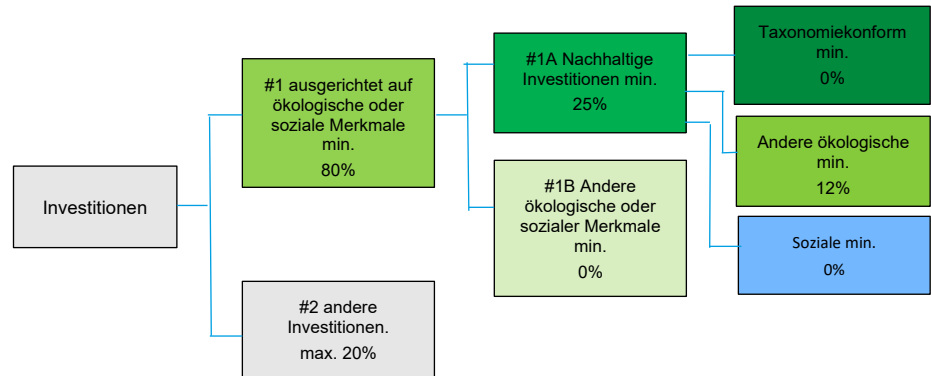 Investitionen
#1 ausgerichtet auf
ökologische oder
soziale Merkmale
min.
80%
#2 andere
Investitionen.
max. 20%
#1A Nachhaltige
Investitionen min.
25%
#1B Andere
ökologische oder
sozialer Merkmale
min.
0%
Taxonomiekonform
min.
0%
Andere ökologische
min.
12%
Soziale min.
0%